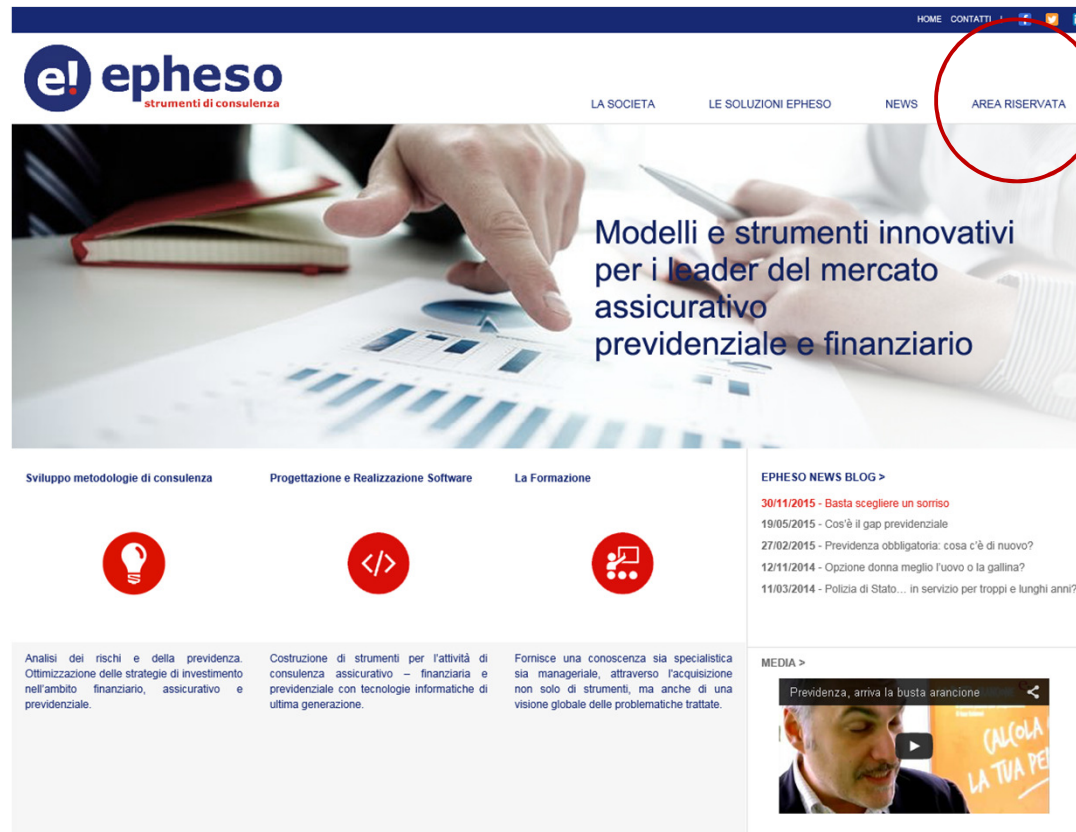 HOME CONTATTI
e! epheso
strumenti di consulenza
LA SOCIETA LE SOLUZIONI EPHESO NEWS AREA RISERVATA
Modelli e strumenti innovativi
per i leader del mercato
assicurativo
previdenziale e finanziario
Sviluppo metodologie di consulenza
Analisi dei rischi e della previdenza.
Ottimizzazione delle strategie di investimento
nell'ambito finanziario, assicurativo e
previdenziale.
Progettazione e Realizzazione Software
</>
Costruzione di strumenti per l'attività di
consulenza assicurativo – finanziaria e
previdenziale con tecnologie informatiche di
ultima generazione.
La Formazione
Fornisce una conoscenza sia specialistica
sia manageriale, attraverso l'acquisizione
non solo di strumenti, ma anche di una
visione globale delle problematiche trattate.
EPHESO NEWS BLOG >
30/11/2015 - Basta scegliere un sorriso
19/05/2015 - Cos'è il gap previdenziale
27/02/2015 - Previdenza obbligatoria: cosa c'è di nuovo?
12/11/2014 - Opzione donna meglio l'uovo o la gallina?
11/03/2014 - Polizia di Stato… in servizio per troppi e lunghi anni?
MEDIA >
Previdenza, arriva la busta arancione
CALCOLA
LA TUA PE